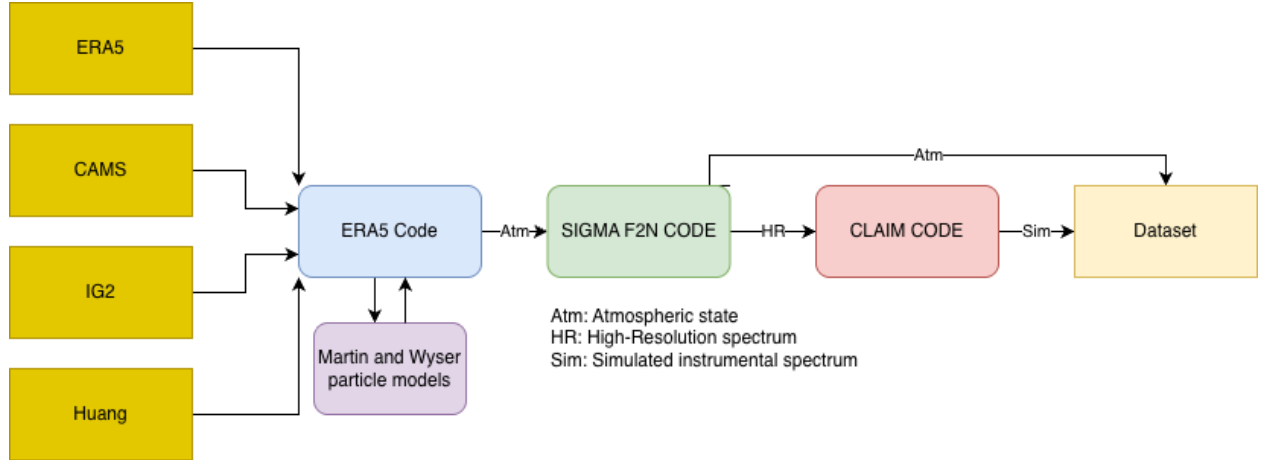 ERA5
CAMS
IG2
Huang
ERA5 Code
Martin and Wyser
particle models
Atm
SIGMA F2N CODE
HR
CLAIM CODE
Sim
Atm
Dataset
Atm: Atmospheric state
HR: High-Resolution spectrum
Sim: Simulated instrumental spectrum